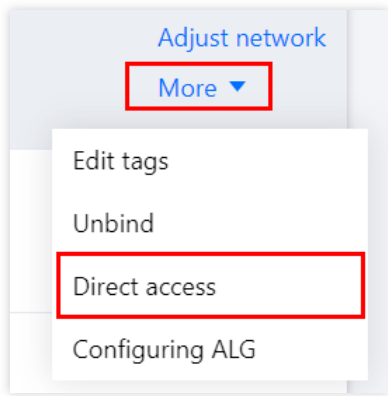 Adjust network
More
Edit tags
Unbind
Direct access
Configuring ALG